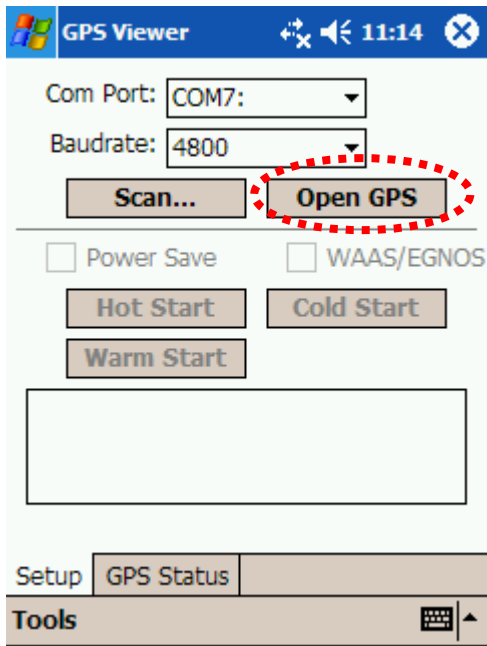 GPS Viewer 11:14
Com Port: COM7:
Baudrate: 4800
Scan... Open GPS
Power Save WAAS/EGNOS
Hot Start Cold Start
Warm Start
Setup GPS Status
Tools